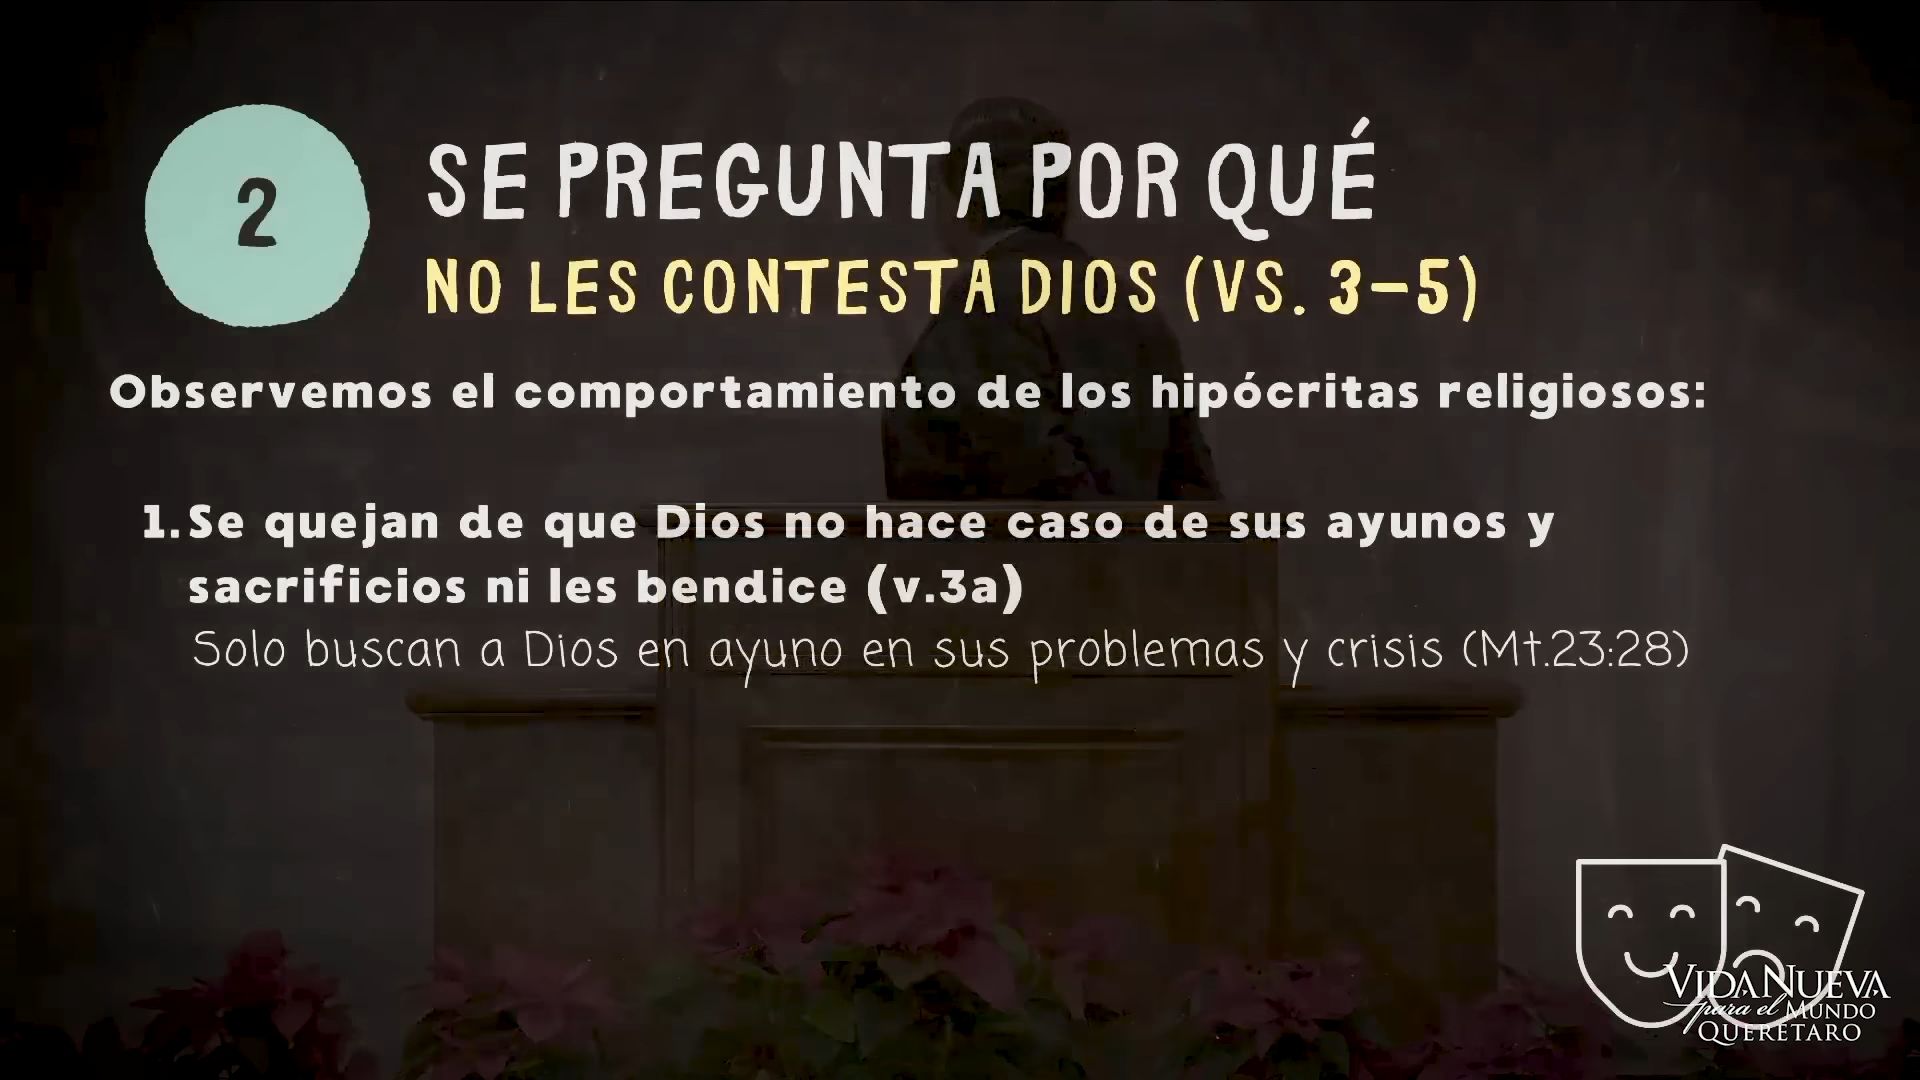 2
SE PREGUNTA POR QUÉ
NO LES CONTESTA DIOS (VS. 3-5)
Observemos el comportamiento de los hipócritas religiosos:
1. Se quejan de que Dios no hace caso de sus ayunos y
sacrificios ni les bendice (v.3a)
Solo buscan a Dios en ayuno en sus problemas y crisis (Mt.23:28)
VIDA NUEVA
para el MUNDO
QUERÉTARO